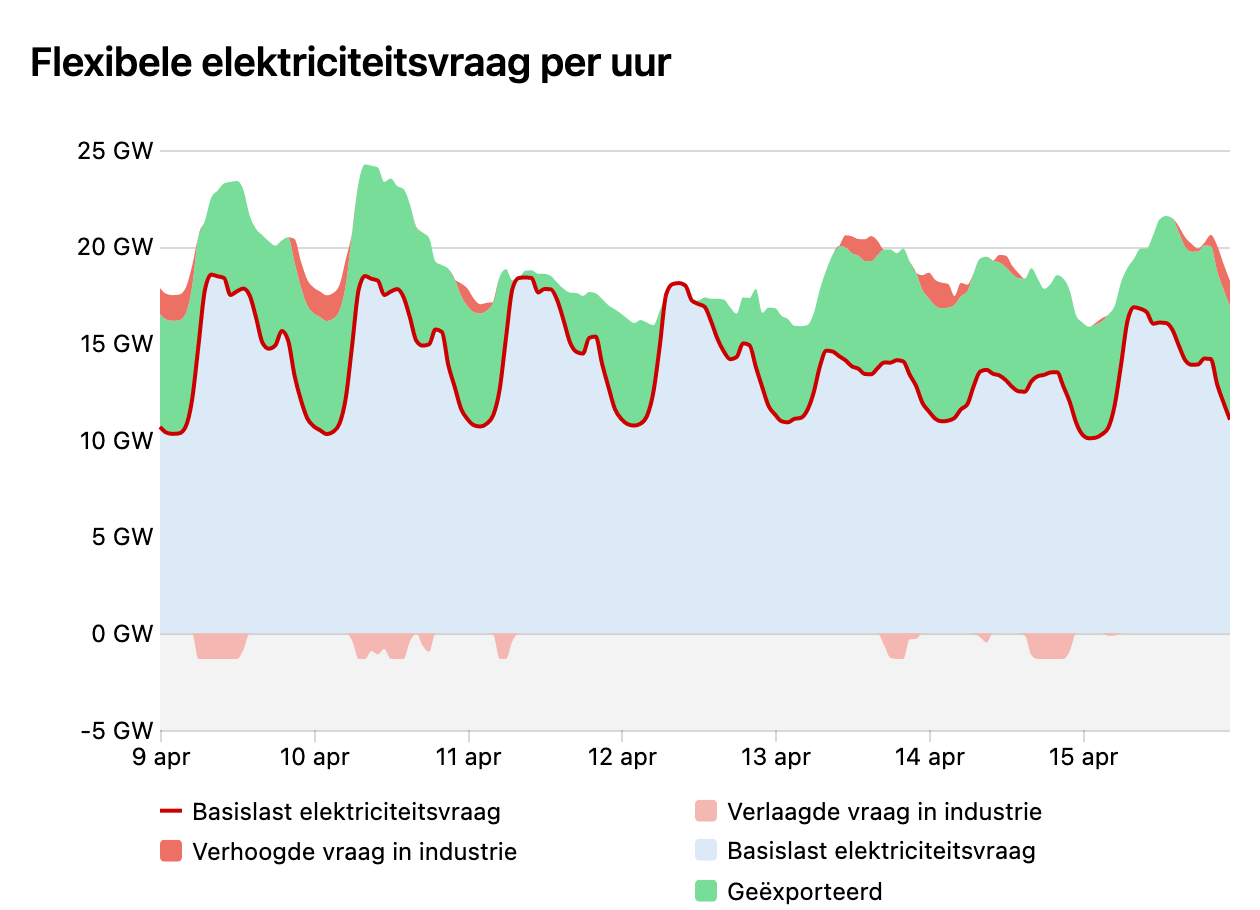 Flexibele elektriciteitsvraag per uur
25 GW
20 GW
15 GW
10 GW
5 GW
0 GW
-5 GW
9 apr 10 apr 11 apr 12 apr 13 apr 14 apr 15 apr
Basislast elektriciteitsvraag
Verlaagde vraag in industrie
Verhoogde vraag in industrie
Basislast elektriciteitsvraag
Geëxporteerd